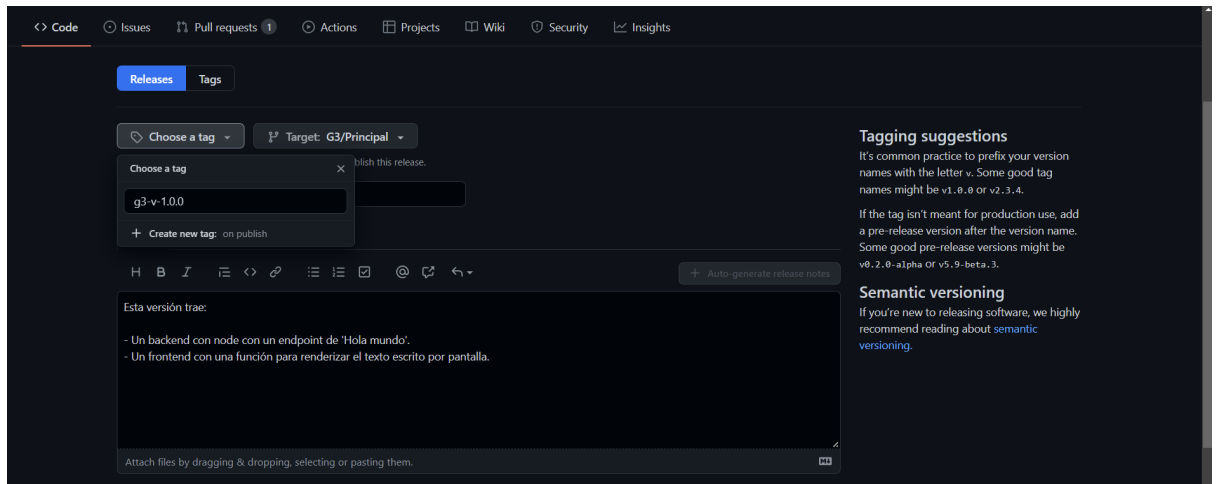 Code
Issues
Pull requests 1
Actions
Projects
Wiki
Security
Insights
Releases
Tags
Choose a tag
Target: G3/Principal
Choose a tag
blish this release.
g3-v-1.0.0
Create new tag: on publish
H B I
+ Auto-generate release notes
Esta versión trae:
- Un backend con node con un endpoint de 'Hola mundo'.
- Un frontend con una función para renderizar el texto escrito por pantalla.
Attach files by dragging & dropping, selecting or pasting them.
Tagging suggestions
It's common practice to prefix your version
names with the letter v. Some good tag
names might be v1.0.0 or v2.3.4.
If the tag isn't meant for production use, add
a pre-release version after the version name.
Some good pre-release versions might be
v0.2.0-alpha or v5.9-beta.3.
Semantic versioning
If you're new to releasing software, we highly
recommend reading about semantic
versioning.